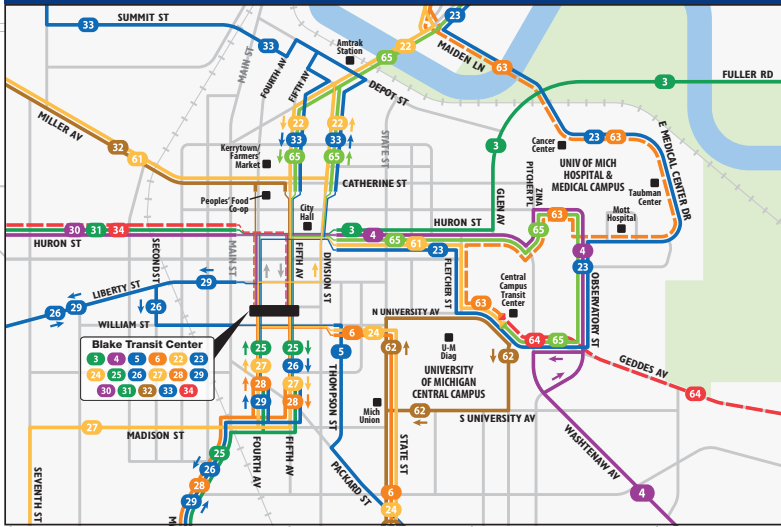 23
SUMMIT ST
33
33
MAIN ST
FOURTH AV
FIFTH AV
Amtrak
Station
65
22
MAIDEN LN
63
FULLER RD
3
DEPOT ST
MILLER AV
32
61
22
22
33
33
65
65
STATE ST
Kerrytown/
Farmers'
Market
Peoples' Food
Co-op
CATHERINE ST
City
Hall
3
GLEN AV
Cancer
Center
23
63
UNIV OF MICH
HOSPITAL &
MEDICAL CAMPUS
E MEDICAL CENTER DR
Taubman
Center
Mott
Hospital
ZINA
PITCHER PL
63
65
30
31
34
HURON ST
3
4
HURON ST
65
61
23
4
23
SECOND ST
MAIN ST
FIFTH AV
DIVISION ST
FLETCHER ST
Central
Campus
Transit
Center
OBSERVATORY ST
LIBERTY ST
29
26
29
26
WILLIAM ST
N UNIVERSITY AV
63
64
65
6
24
62
5
62
U-M
Diag
UNIVERSITY
OF MICHIGAN
CENTRAL CAMPUS
GEDDES AV
64
Blake Transit Center
3 4 5 6 22 23
24 25 26 27 28 29
30 31 32 33 34
25
25
27
26
28
27
29
28
THOMPSON ST
Mich
Union
62
S UNIVERSITY AV
WASHTENAW AV
4
27
MADISON ST
SEVENTH ST
25
26
28
29
FOURTH AV
FIFTH AV
PACKARD ST
STATE ST
6
24